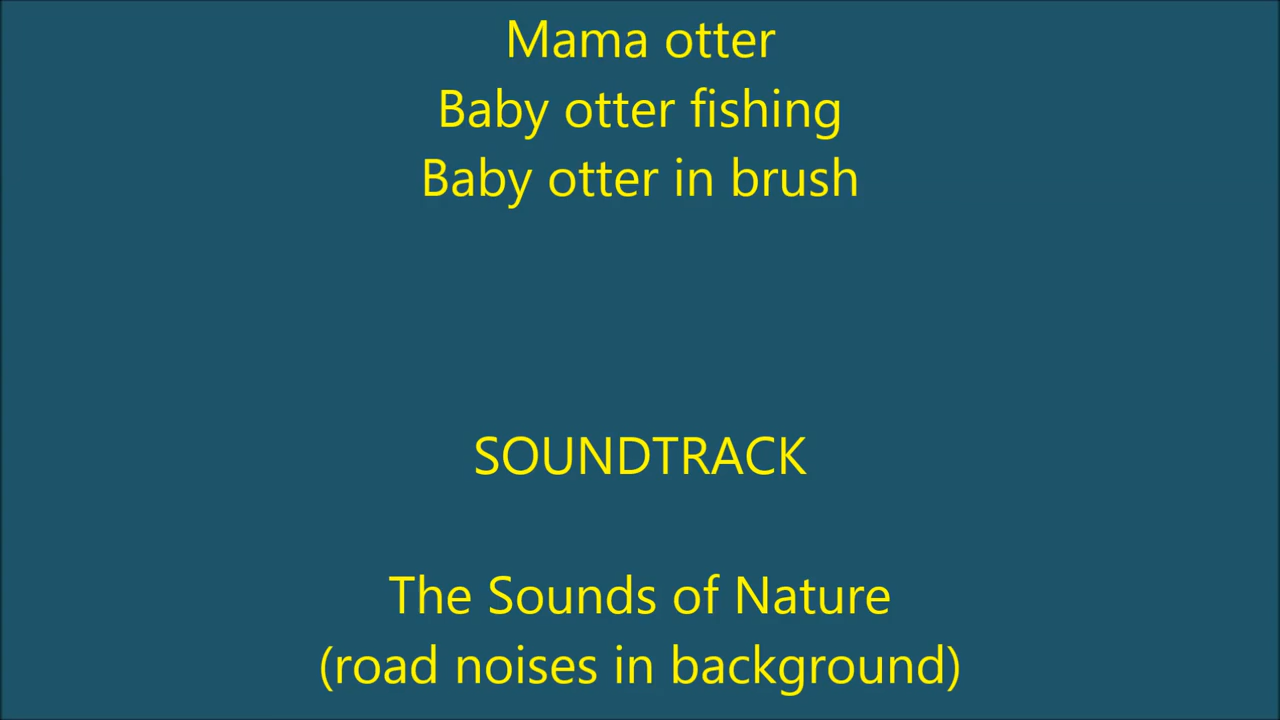 Mama otter
Baby otter fishing
Baby otter in brush
SOUNDTRACK
The Sounds of Nature
(road noises in background)